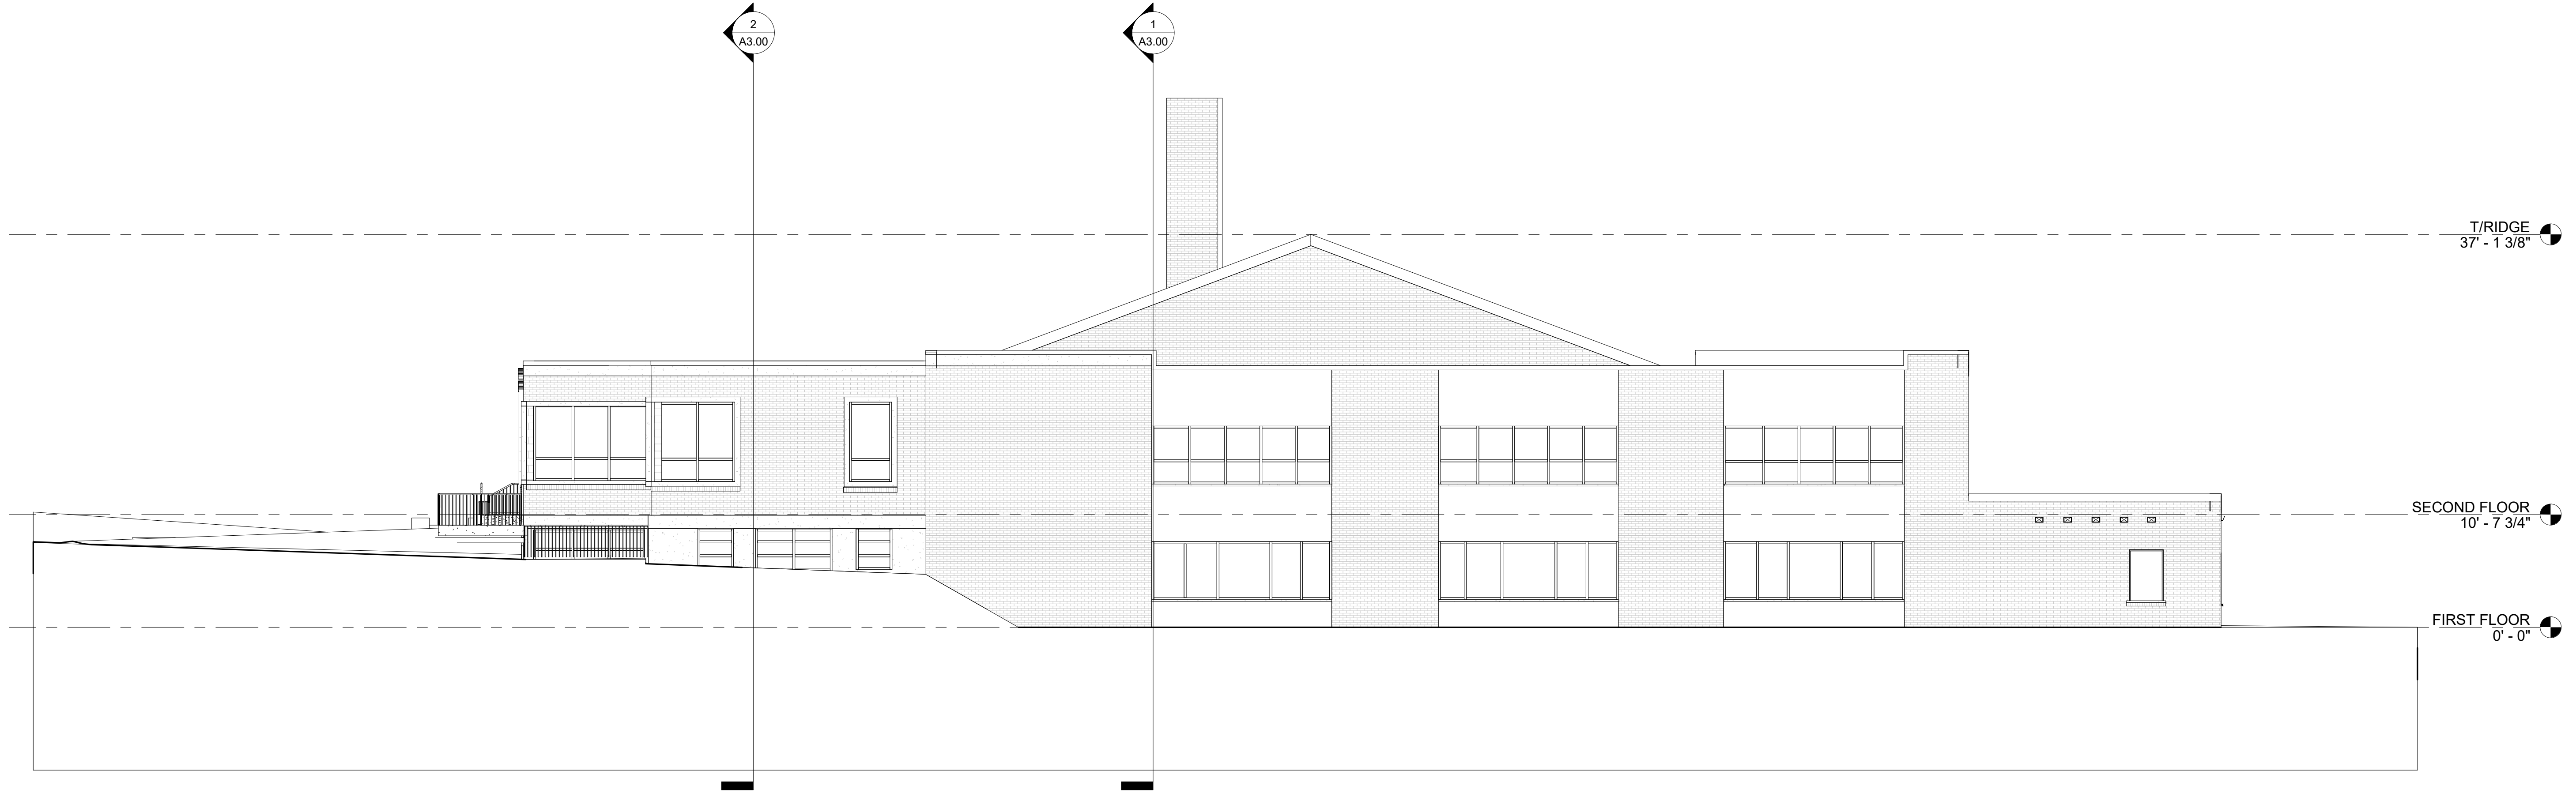 2
A3.00
1
A3.00
T/RIDGE
37' - 1 3/8"
SECOND FLOOR
10' - 7 3/4"
FIRST FLOOR
0' - 0"